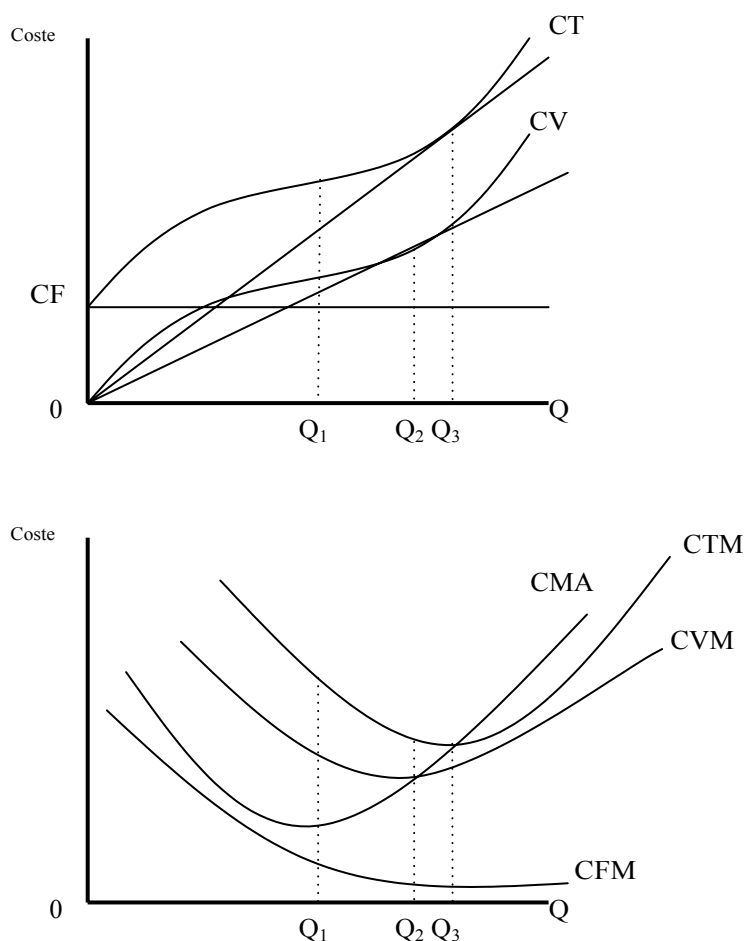 Coste
CT
CV
CF
0
Q
Q₁
Q₂
Q₃
Coste
CTM
CMA
CVM
CFM
0
Q
Q₁
Q₂
Q₃